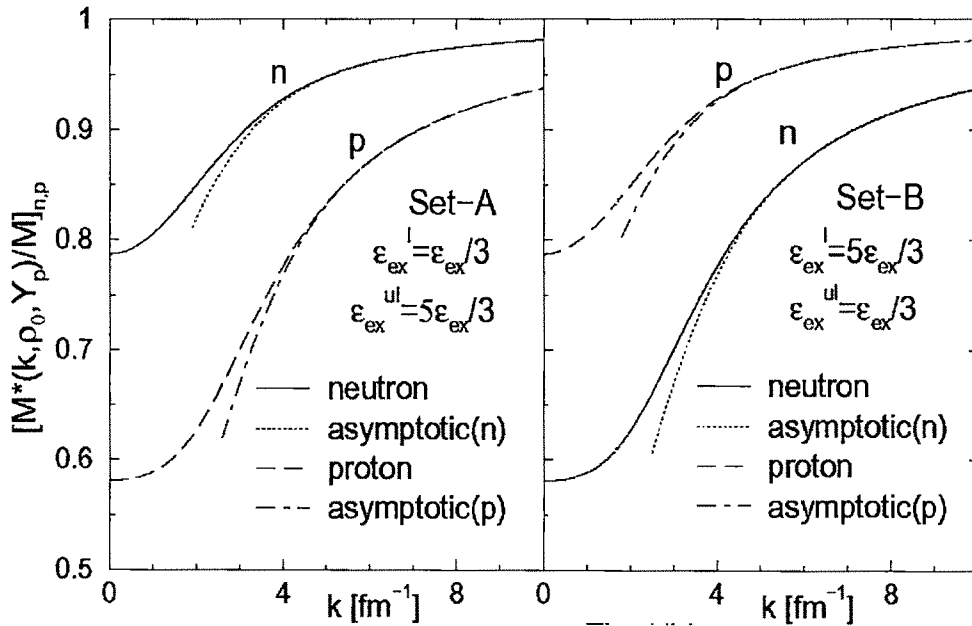 [M*(k,ρ₀,Yₚ)/M]ₙ,ₚ
1
0.9
0.8
0.7
0.6
0.5
n
p
Set-A
εₑₓˡ=εₑₓ/3
εₑₓᵘˡ=5εₑₓ/3
neutron
asymptotic(n)
proton
asymptotic(p)
0
4
8
k [fm⁻¹]
p
n
Set-B
εₑₓˡ=5εₑₓ/3
εₑₓᵘˡ=εₑₓ/3
neutron
asymptotic(n)
proton
asymptotic(p)
0
4
8
k [fm⁻¹]